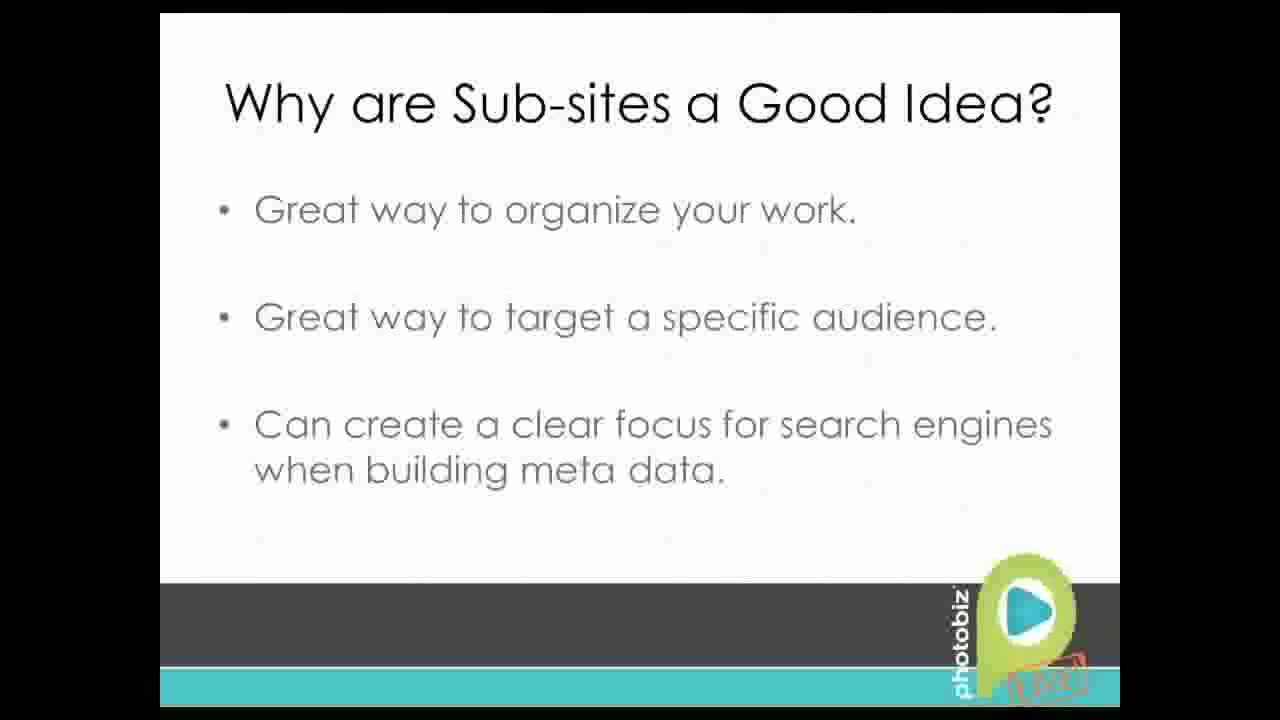 Why are Sub-sites a Good Idea?
• Great way to organize your work.
• Great way to target a specific audience.
• Can create a clear focus for search engines
when building meta data.
photobiz
LIVE